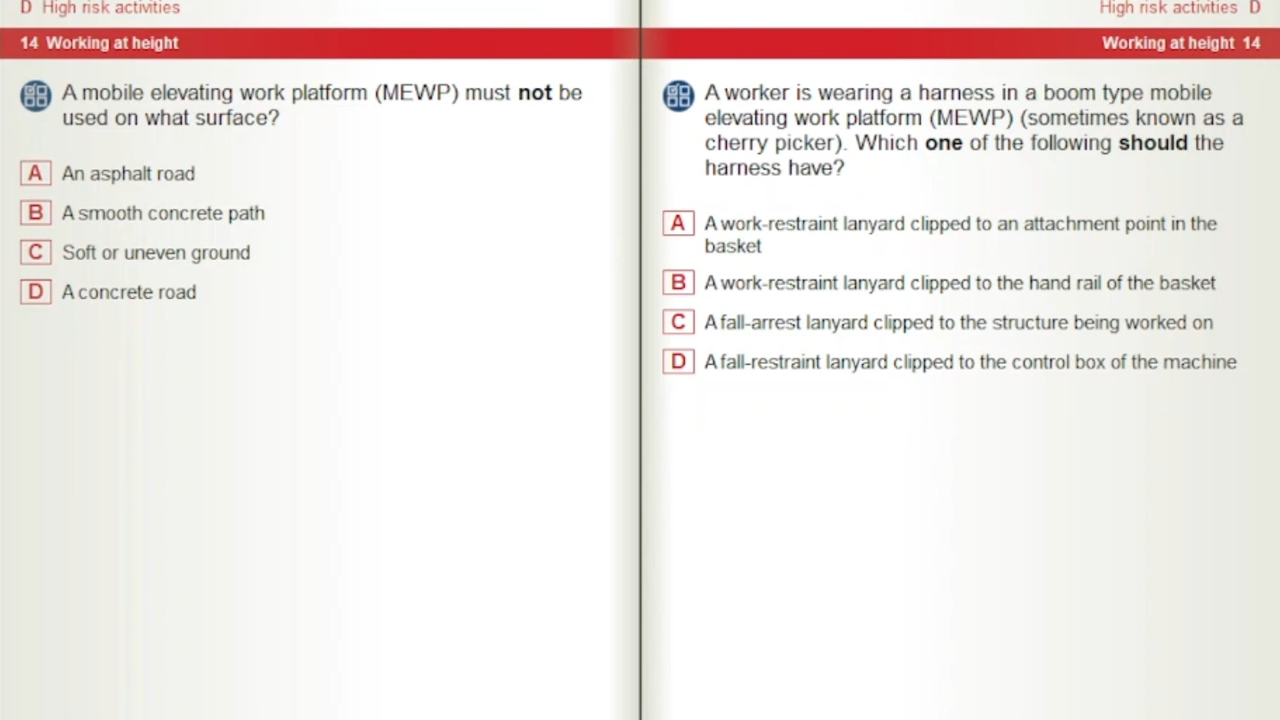 D High risk activities
14 Working at height
A mobile elevating work platform (MEWP) must not be
used on what surface?
A An asphalt road
B A smooth concrete path
C Soft or uneven ground
D A concrete road
High risk activities D
Working at height 14
A worker is wearing a harness in a boom type mobile
elevating work platform (MEWP) (sometimes known as a
cherry picker). Which one of the following should the
harness have?
A A work-restraint lanyard clipped to an attachment point in the
basket
B A work-restraint lanyard clipped to the hand rail of the basket
C A fall-arrest lanyard clipped to the structure being worked on
D A fall-restraint lanyard clipped to the control box of the machine